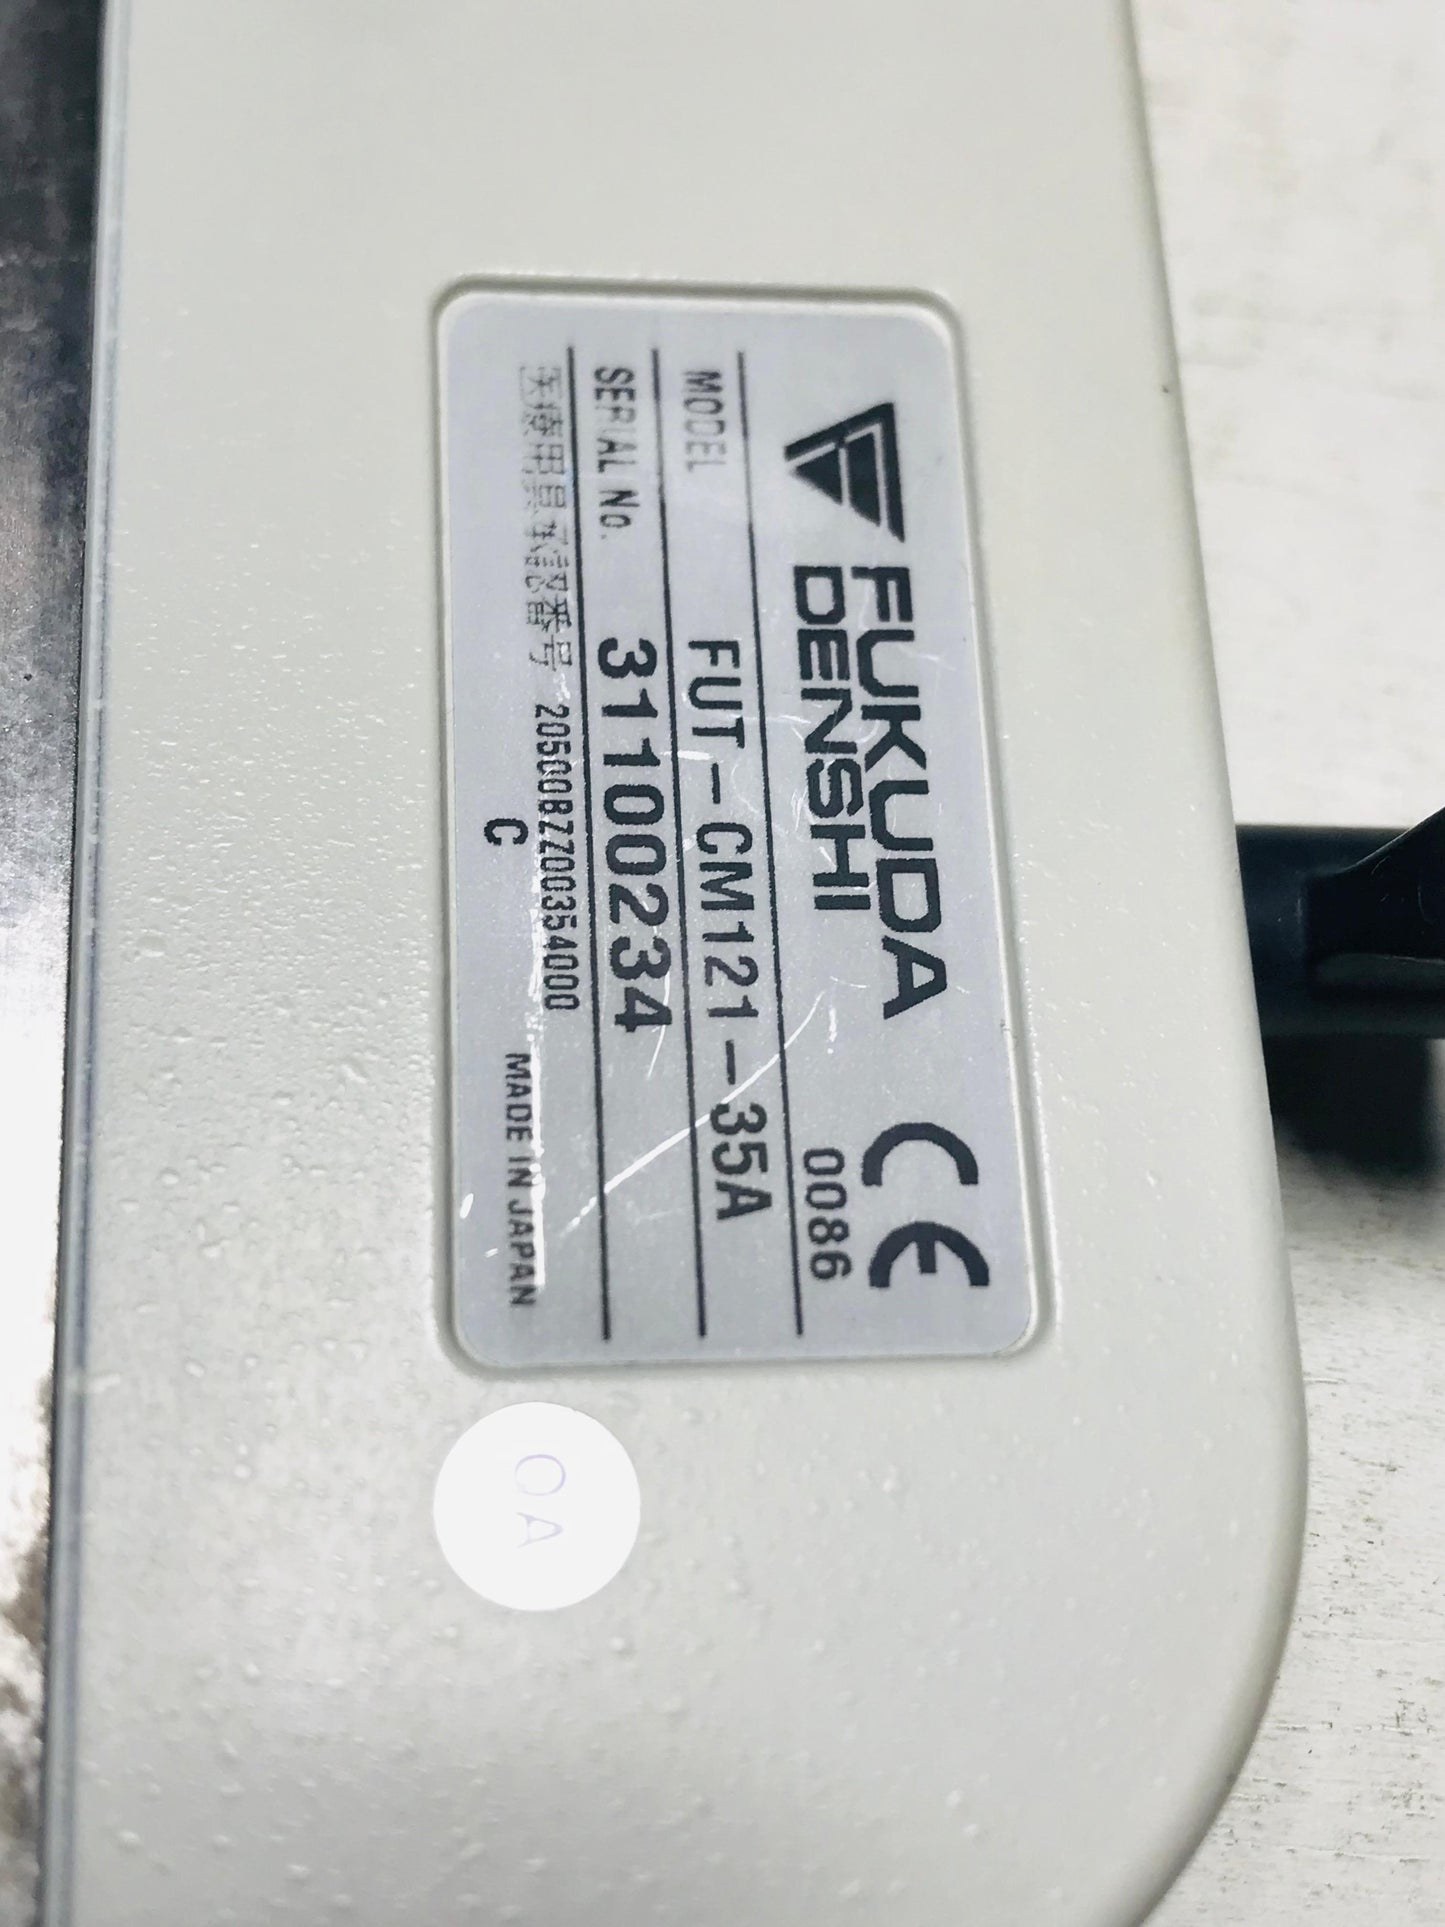 FUKUDA
DENSHI
CE
0086
MODEL FUT-CM121-35A
SERIAL No. 31100234
医療用具承認番号 20500BZZ00354000
C
MADE IN JAPAN
QA